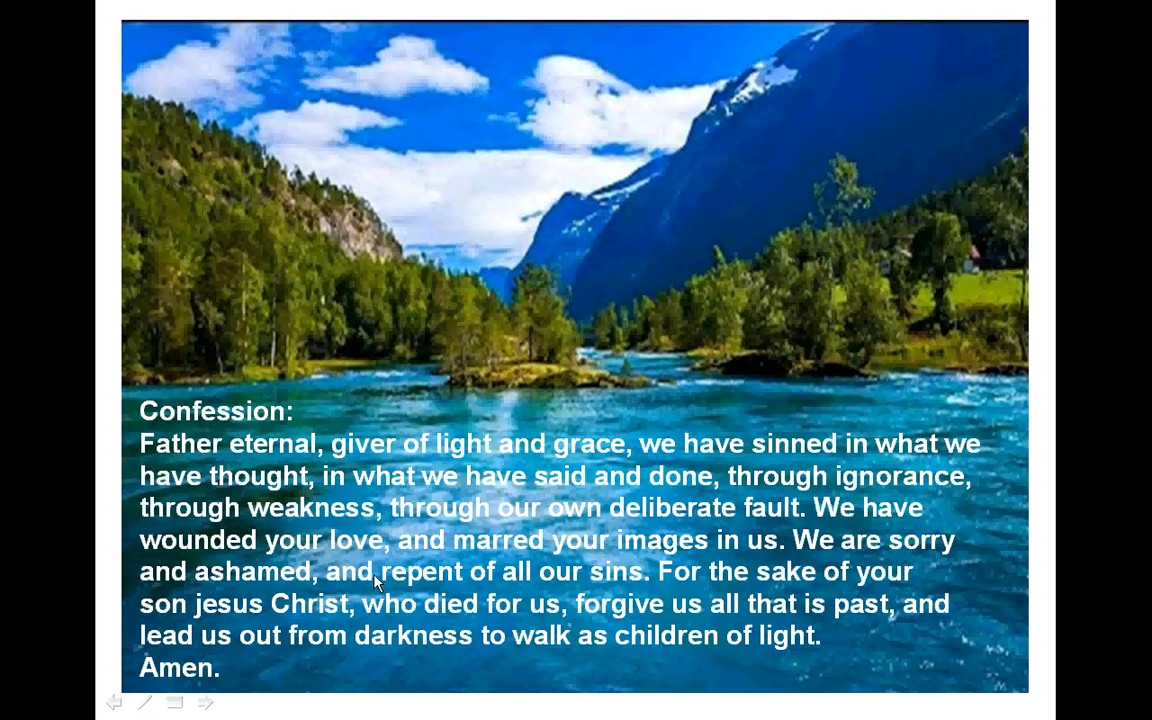 Confession:
Father eternal, giver of light and grace, we have sinned in what we
have thought, in what we have said and done, through ignorance,
through weakness, through our own deliberate fault. We have
wounded your love, and marred your images in us. We are sorry
and ashamed, and repent of all our sins. For the sake of your
son jesus Christ, who died for us, forgive us all that is past, and
lead us out from darkness to walk as children of light.
Amen.